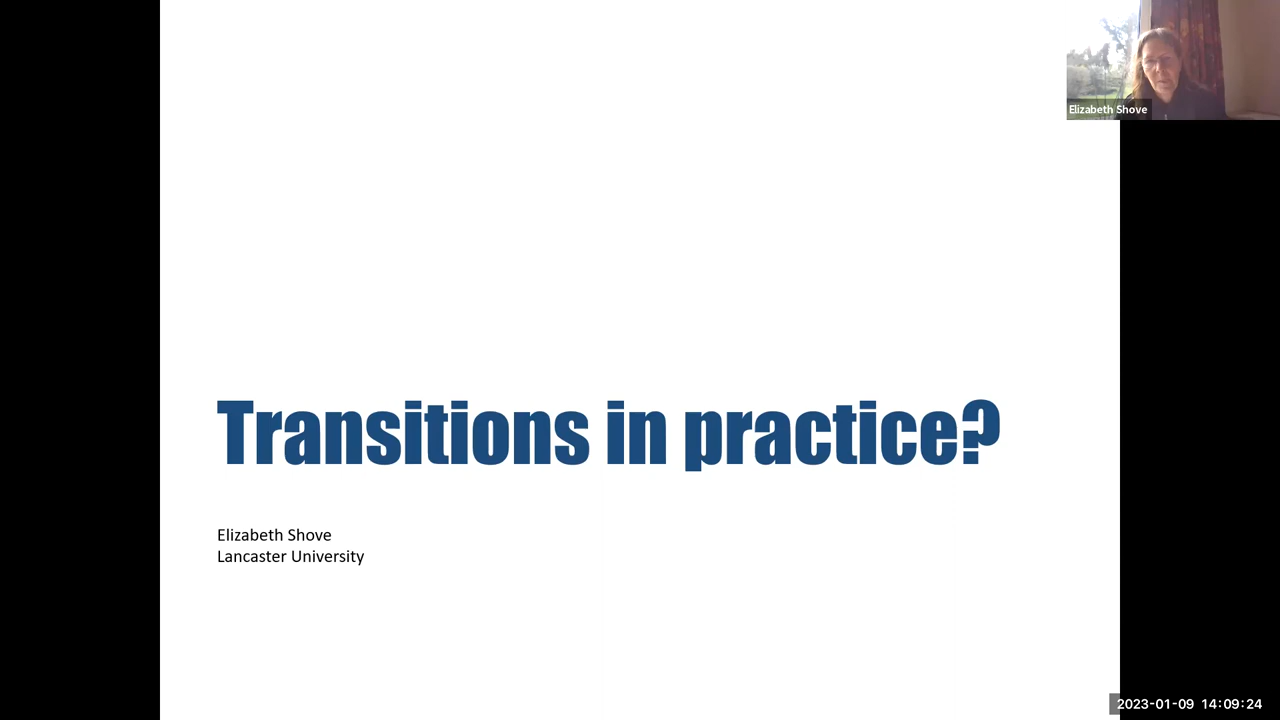 Elizabeth Shove
Transitions in practice?
Elizabeth Shove
Lancaster University
2023-01-09 14:09:24